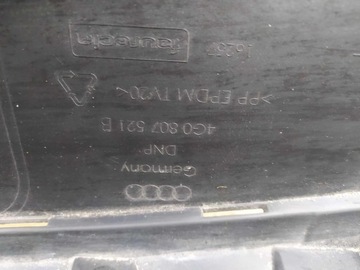 Germany
DNP
4G0 807 521 B
>PP EPDM TV20<
faurecia